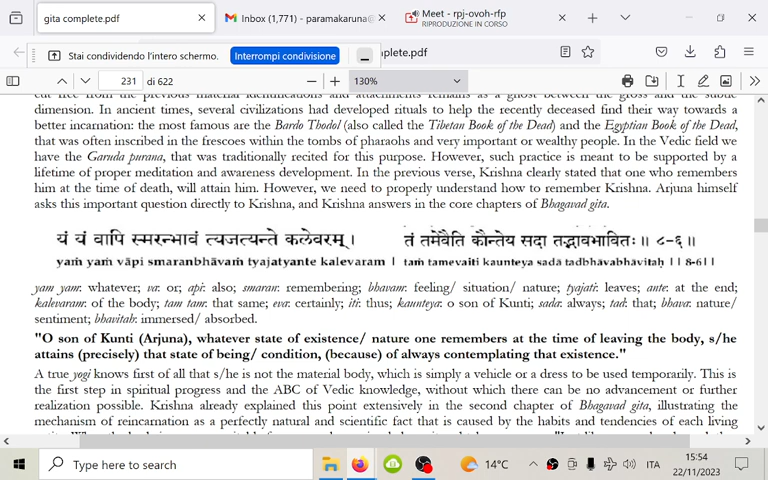 gita complete.pdf
Inbox (1,771) - paramakaruna@
Meet - rpj-ovoh-rfp
RIPRODUZIONE IN CORSO
Stai condividendo l'intero schermo.
Interrompi condivisione
plete.pdf
231
di 622
130%
cut free from the previous material identifications and attachments remains as a ghost between the gross and the subtle
dimension. In ancient times, several civilizations had developed rituals to help the recently deceased find their way towards a
better incarnation: the most famous are the Bardo Thodol (also called the Tibetan Book of the Dead) and the Egyptian Book of the Dead,
that was often inscribed in the frescoes within the tombs of pharaohs and very important or wealthy people. In the Vedic field we
have the Garuda purana, that was traditionally recited for this purpose. However, such practice is meant to be supported by a
lifetime of proper meditation and awareness development. In the previous verse, Krishna clearly stated that one who remembers
him at the time of death, will attain him. However, we need to properly understand how to remember Krishna. Arjuna himself
asks this important question directly to Krishna, and Krishna answers in the core chapters of Bhagavad gita.
यं यं वापि स्मरन्भावं त्यजत्यन्ते कलेवरम्। तं तमेवैति कौन्तेय सदा तद्भावभावितः॥ ८-६॥
yaṁ yaṁ vāpi smaranbhāvaṁ tyajatyante kalevaram | taṁ tamevaiti kaunteya sadā tadbhāvabhāvitaḥ || 8-6||
yam yam: whatever; va: or; api: also; smaran: remembering; bhavam: feeling/ situation/ nature; tyajati: leaves; ante: at the end;
kalevaram: of the body; tam tam: that same; eva: certainly; iti: thus; kaunteya: o son of Kunti; sada: always; tad: that; bhava: nature/
sentiment; bhavitah: immersed/ absorbed.
"O son of Kunti (Arjuna), whatever state of existence/ nature one remembers at the time of leaving the body, s/he
attains (precisely) that state of being/ condition, (because) of always contemplating that existence."
A true yogi knows first of all that s/he is not the material body, which is simply a vehicle or a dress to be used temporarily. This is
the first step in spiritual progress and the ABC of Vedic knowledge, without which there can be no advancement or further
realization possible. Krishna already explained this point extensively in the second chapter of Bhagavad gita, illustrating the
mechanism of reincarnation as a perfectly natural and scientific fact that is caused by the habits and tendencies of each living
Type here to search
14°C
ITA
15:54
22/11/2023